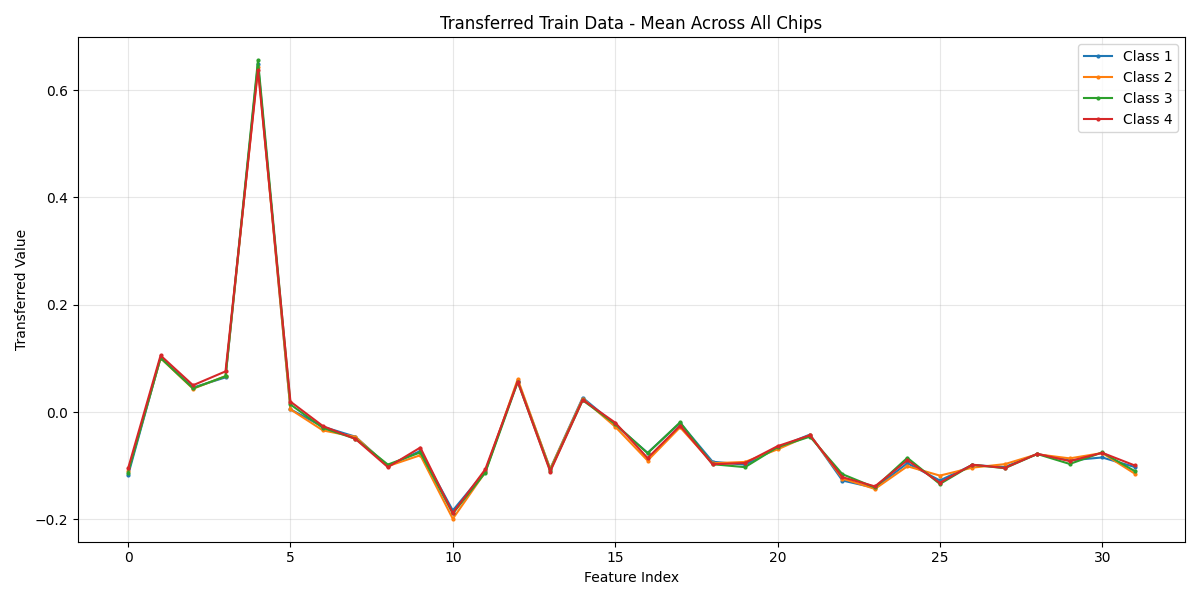 Transferred Train Data - Mean Across All Chips
Class 1
Class 2
Class 3
Class 4
Transferred Value
0.6
0.4
0.2
0.0
−0.2
0 5 10 15 20 25 30
Feature Index